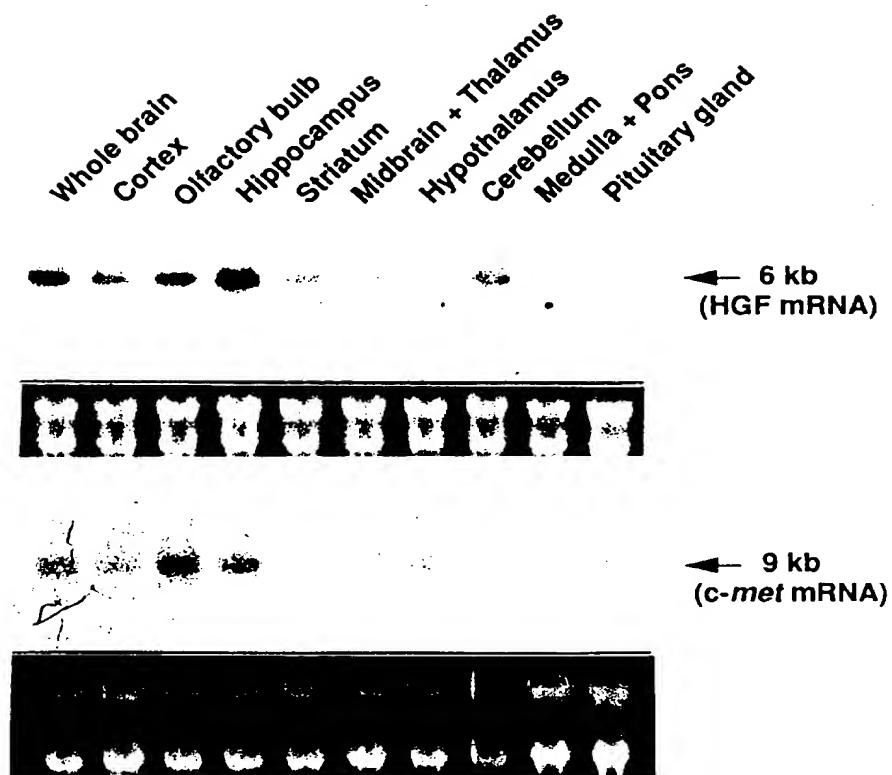 Whole brain
Cortex
Olfactory bulb
Hippocampus
Striatum
Midbrain + Thalamus
Hypothalamus
Cerebellum
Medulla + Pons
Pituitary gland
6 kb
(HGF mRNA)
9 kb
(c-met mRNA)